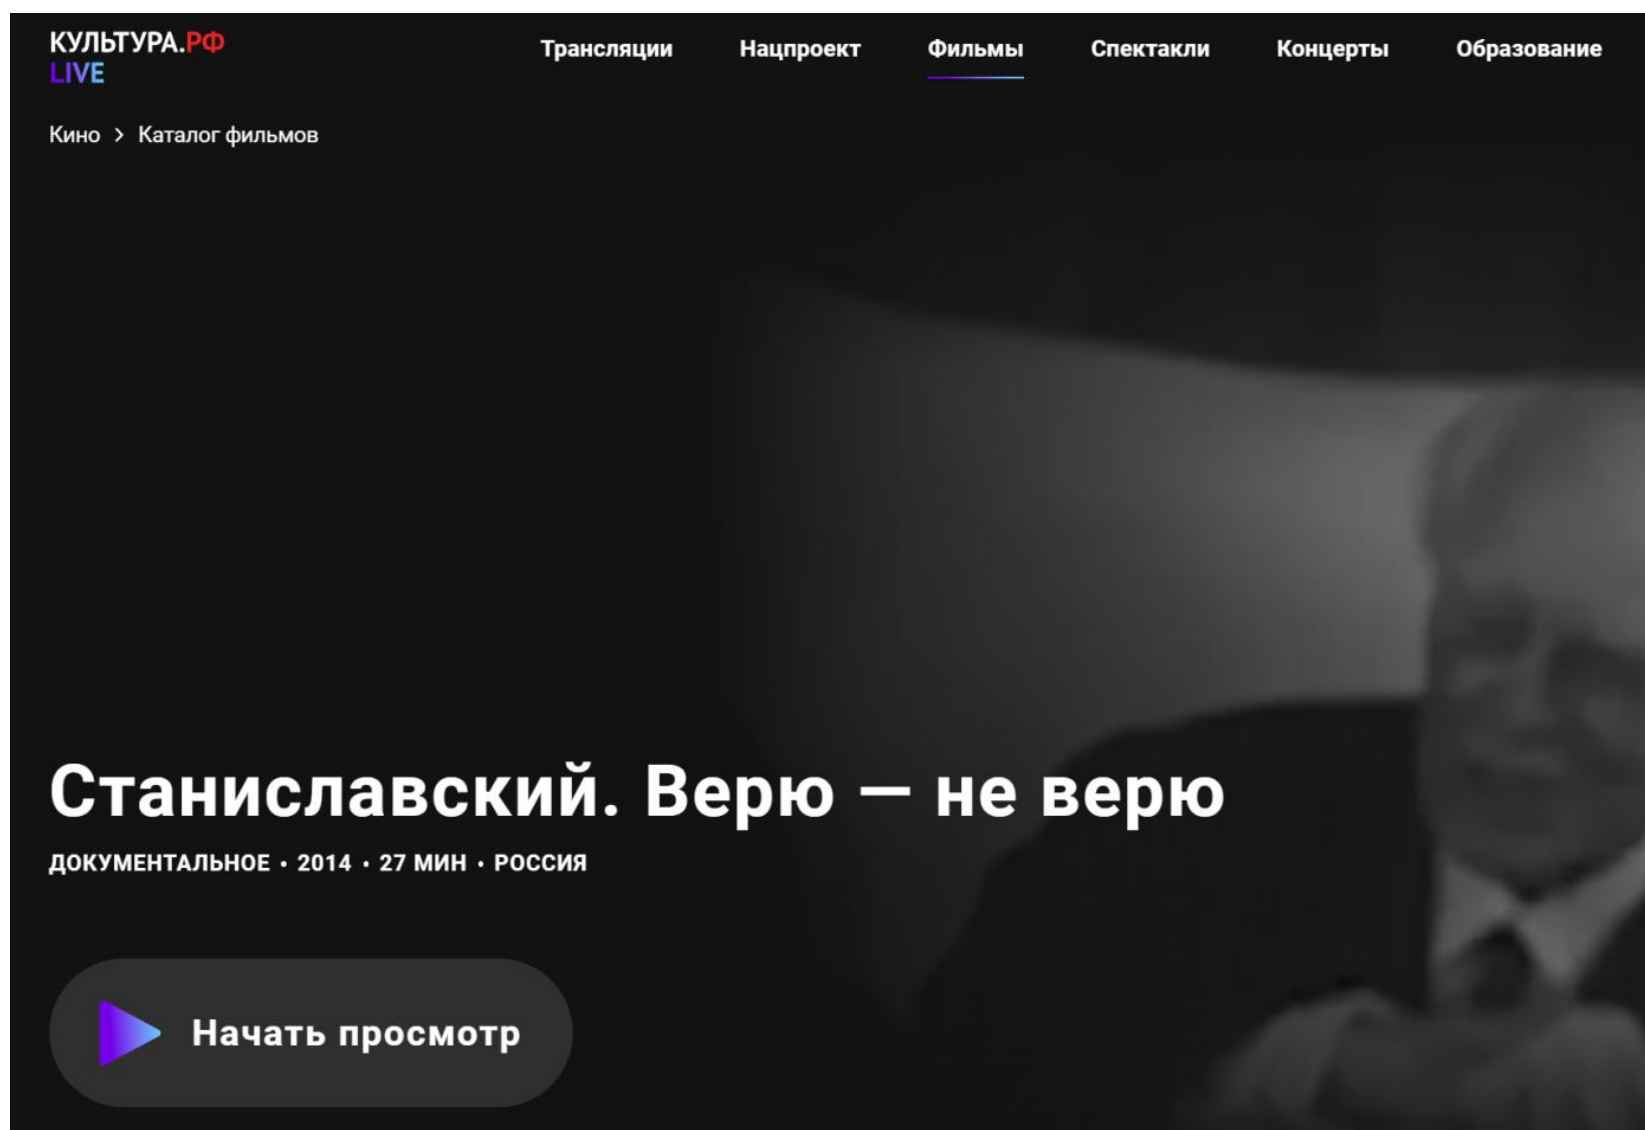 КУЛЬТУРА.РФ
LIVE
Трансляции Нацпроект Фильмы Спектакли Концерты Образование
Кино > Каталог фильмов
Станиславский. Верю — не верю
ДОКУМЕНТАЛЬНОЕ • 2014 • 27 МИН • РОССИЯ
Начать просмотр